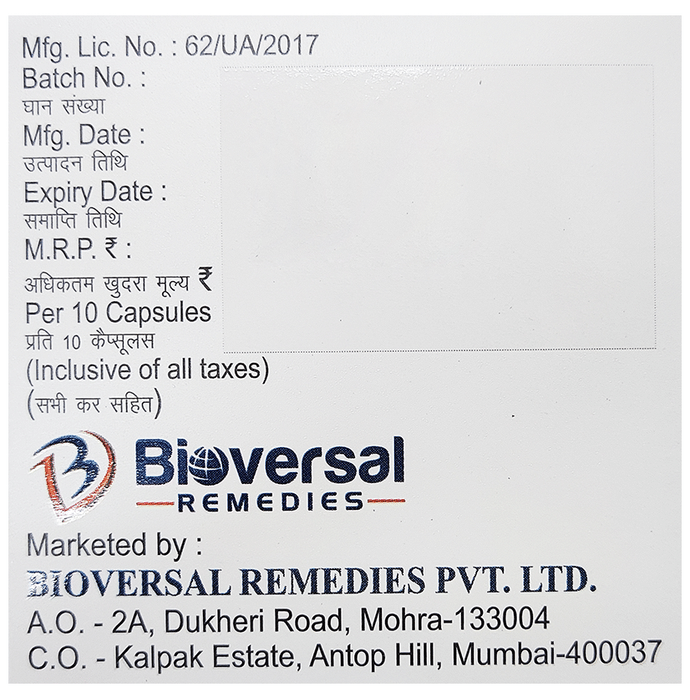 Mfg. Lic. No. : 62/UA/2017
Batch No. :
घान संख्या
Mfg. Date :
उत्पादन तिथि
Expiry Date :
समाप्ति तिथि
M.R.P. ₹ :
अधिकतम खुदरा मूल्य ₹
Per 10 Capsules
प्रति 10 कैप्सूलस
(Inclusive of all taxes)
(सभी कर सहित)
Bioversal
REMEDIES
Marketed by :
BIOVERSAL REMEDIES PVT. LTD.
A.O. - 2A, Dukheri Road, Mohra-133004
C.O. - Kalpak Estate, Antop Hill, Mumbai-400037